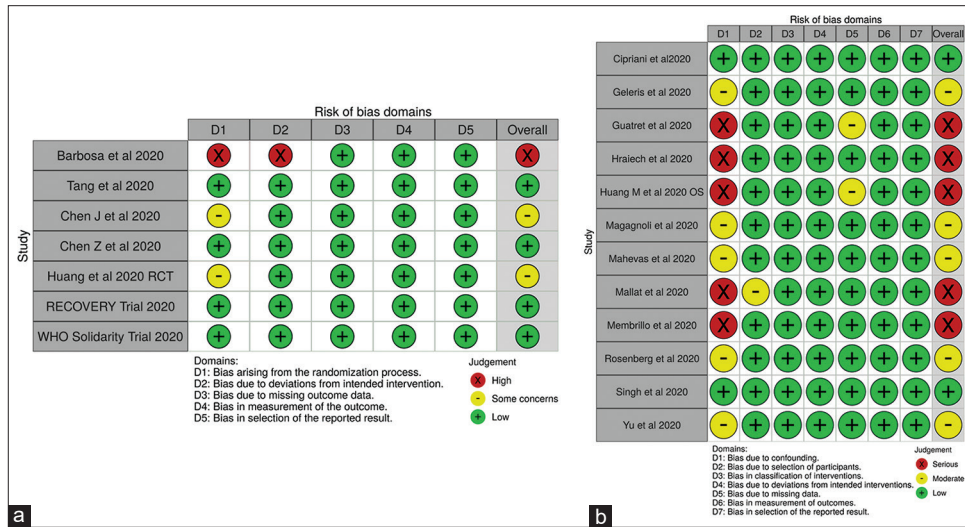 Risk of bias domains
D1 D2 D3 D4 D5 Overall
Study
Barbosa et al 2020 X X + + + X
Tang et al 2020 + + + + + +
Chen J et al 2020 - + + + + -
Chen Z et al 2020 + + + + + +
Huang et al 2020 RCT - + + + + -
RECOVERY Trial 2020 + + + + + +
WHO Solidarity Trial 2020 + + + + + +
Domains:
D1: Bias arising from the randomization process.
D2: Bias due to deviations from intended intervention.
D3: Bias due to missing outcome data.
D4: Bias in measurement of the outcome.
D5: Bias in selection of the reported result.
Judgement
X High
- Some concerns
+ Low
a
Risk of bias domains
D1 D2 D3 D4 D5 D6 D7 Overall
Study
Cipriani et al2020 + + + + + + + +
Geleris et al 2020 - + + + + + + -
Guatret et al 2020 X + + + - + + X
Hraiech et al 2020 X + + + + + + X
Huang M et al 2020 OS X + + + - + + X
Magagnoli et al 2020 - + + + + + + -
Mahevas et al 2020 - + + + + + + -
Mallat et al 2020 X - + + + + + X
Membrillo et al 2020 X + + + + + + X
Rosenberg et al 2020 - + + + + + + -
Singh et al 2020 + + + + + + + +
Yu et al 2020 - + + + + + + -
Domains:
D1: Bias due to confounding.
D2: Bias due to selection of participants.
D3: Bias in classification of interventions.
D4: Bias due to deviations from intended interventions.
D5: Bias due to missing data.
D6: Bias in measurement of outcomes.
D7: Bias in selection of the reported result.
Judgement
X Serious
- Moderate
+ Low
b